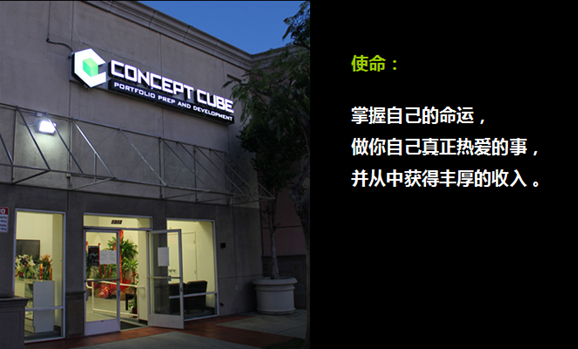 CONCEPT CUBE
PORTFOLIO PREP AND DEVELOPMENT
使命：
掌握自己的命运，
做你自己真正热爱的事，
并从中获得丰厚的收入。